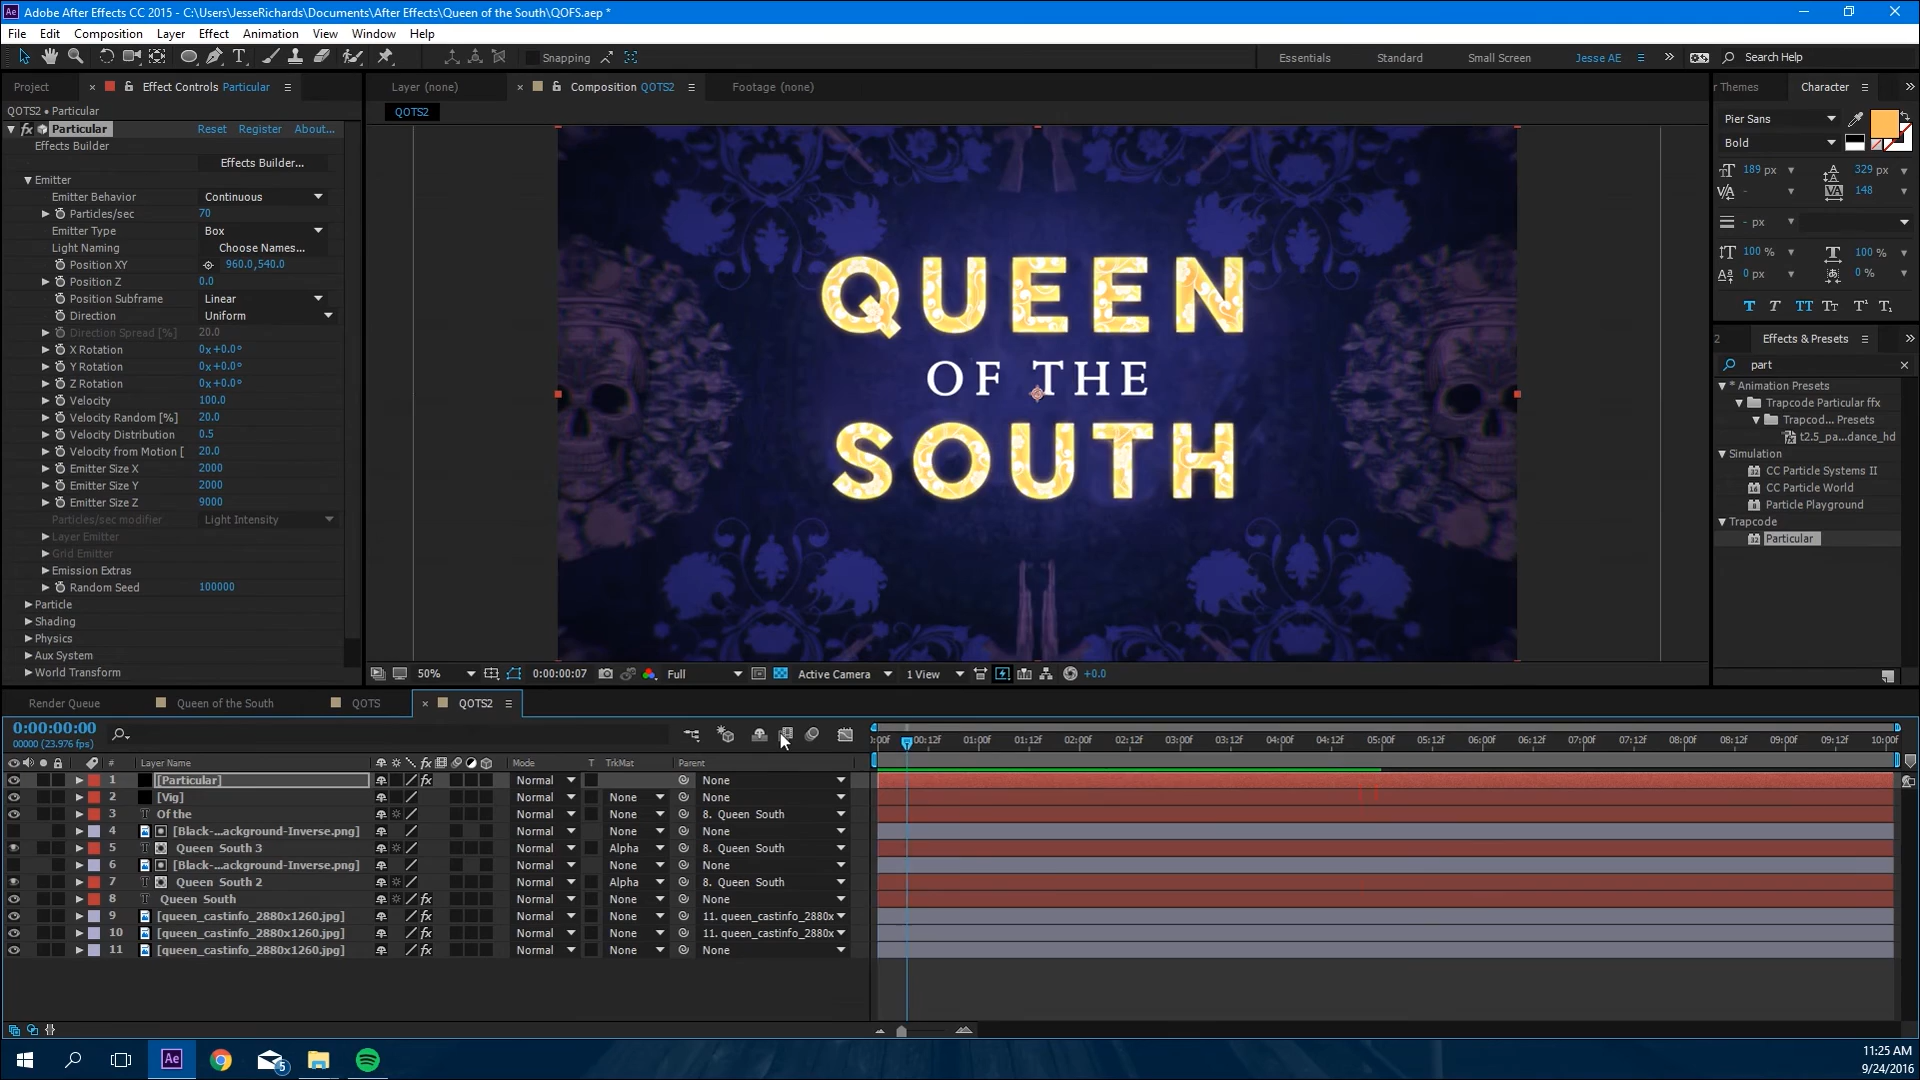 Adobe After Effects CC 2015 - C:\Users\JesseRichards\Documents\After Effects\Queen of the South\QOFS.aep *
File Edit Composition Layer Effect Animation View Window Help
Snapping
Essentials Standard Small Screen Jesse AE Search Help
Project Effect Controls Particular Layer (none) Composition QOTS2 Footage (none) r Themes Character
QOTS2 • Particular
QOTS2
fx Particular Reset Register About...
Effects Builder
Effects Builder...
Emitter
Emitter Behavior Continuous
Particles/sec 70
Emitter Type Box
Light Naming Choose Names...
Position XY 960.0,540.0
Position Z 0.0
Position Subframe Linear
Direction Uniform
Direction Spread [%] 20.0
X Rotation 0x+0.0°
Y Rotation 0x+0.0°
Z Rotation 0x+0.0°
Velocity 100.0
Velocity Random [%] 20.0
Velocity Distribution 0.5
Velocity from Motion [ 20.0
Emitter Size X 2000
Emitter Size Y 2000
Emitter Size Z 9000
Particles/sec modifier Light Intensity
Layer Emitter
Grid Emitter
Emission Extras
Random Seed 100000
Particle
Shading
Physics
Aux System
World Transform
QUEEN
OF THE
SOUTH
50% 0:00:00:07 Full Active Camera 1 View +0.0
Pier Sans
Bold
189 px 329 px
- 148
- px
100 % 100 %
0 px 0 %
T T TT Tr T¹ T₁
2 Effects & Presets
part
* Animation Presets
Trapcode Particular ffx
Trapcod... Presets
t2.5_pa...dance_hd
Simulation
CC Particle Systems II
CC Particle World
Particle Playground
Trapcode
Particular
Render Queue Queen of the South QOTS QOTS2
0:00:00:00
00000 (23.976 fps)
:00f 00:12f 01:00f 01:12f 02:00f 02:12f 03:00f 03:12f 04:00f 04:12f 05:00f 05:12f 06:00f 06:12f 07:00f 07:12f 08:00f 08:12f 09:00f 09:12f 10:00f
# Layer Name fx Mode T TrkMat Parent
1 [Particular] fx Normal None
2 [Vig] Normal None None
3 T Of the Normal None 8. Queen South
4 [Black-...ackground-Inverse.png] Normal None None
5 T Queen South 3 Normal Alpha 8. Queen South
6 [Black-...ackground-Inverse.png] Normal None None
7 T Queen South 2 Normal Alpha 8. Queen South
8 T Queen South fx Normal None None
9 [queen_castinfo_2880x1260.jpg] fx Normal None 11. queen_castinfo_2880x
10 [queen_castinfo_2880x1260.jpg] fx Normal None 11. queen_castinfo_2880x
11 [queen_castinfo_2880x1260.jpg] fx Normal None None
Ae 5
11:25 AM
9/24/2016